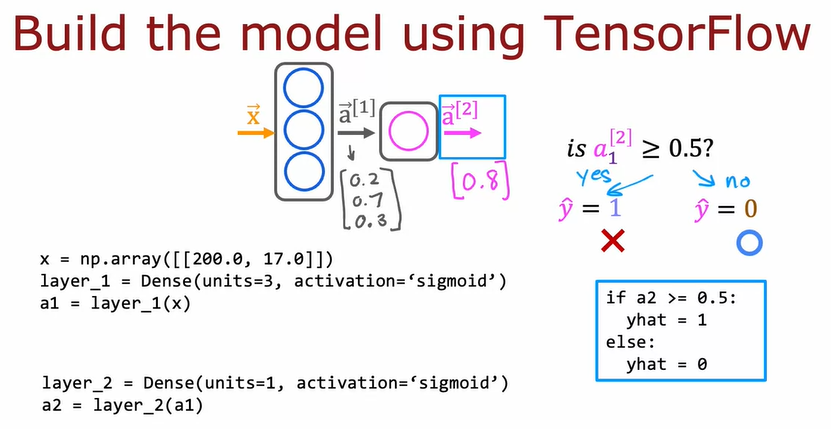 Build the model using TensorFlow
x⃗
a⃗[1]
a⃗[2]
0.2
0.7
0.3
[0.8]
is a₁[2] ≥ 0.5?
yes
no
ŷ = 1
ŷ = 0
x = np.array([[200.0, 17.0]])
layer_1 = Dense(units=3, activation=‘sigmoid’)
a1 = layer_1(x)
layer_2 = Dense(units=1, activation=‘sigmoid’)
a2 = layer_2(a1)
if a2 >= 0.5:
yhat = 1
else:
yhat = 0